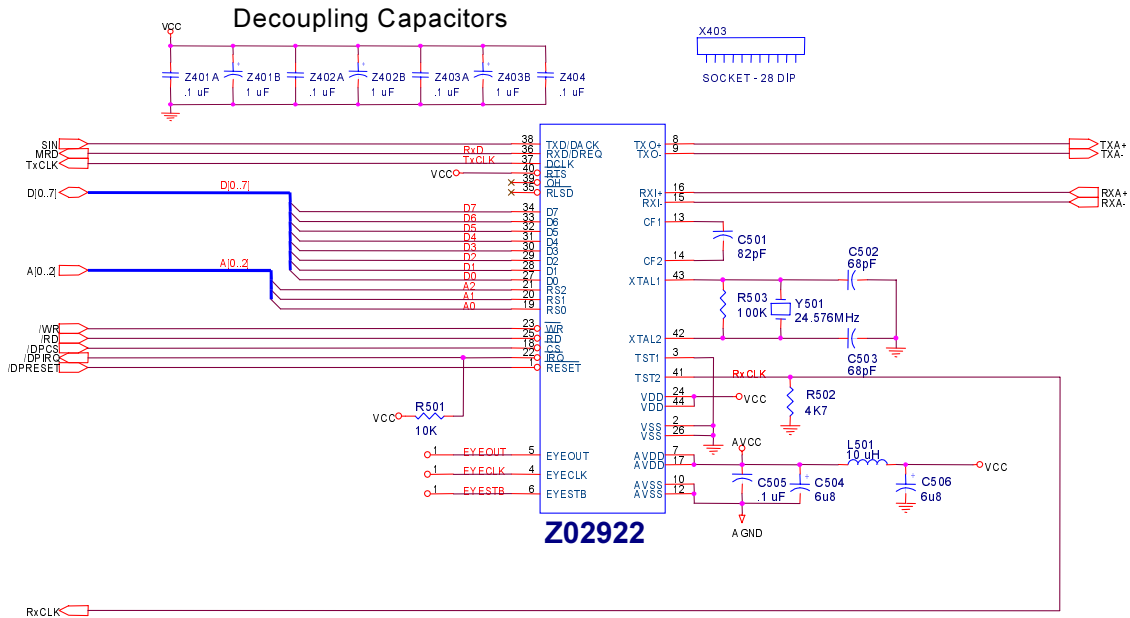 Decoupling Capacitors
VCC
Z401A
.1 uF
Z401B
1 uF
Z402A
.1 uF
Z402B
1 uF
Z403A
.1 uF
Z403B
1 uF
Z404
.1 uF
X403
SOCKET - 28 DIP
SIN
MRD
TxCLK
RxD
TxCLK
VCC
D[0..7]
D[0..7]
D7
D6
D5
D4
D3
D2
D1
D0
A[0..2]
A[0..2]
A2
A1
A0
/WR
/RD
/DPCS
/DPIRQ
/DPRESET
VCC
R501
10K
1 EYEOUT
1 EYECLK
1 EYESTB
38 TXD/DACK
36 RXD/DREQ
37 DCLK
40 RTS
39 OH
35 RLSD
34 D7
33 D6
32 D5
31 D4
30 D3
29 D2
28 D1
27 D0
21 RS2
20 RS1
19 RS0
23 WR
25 RD
18 CS
22 IRQ
1 RESET
5 EYEOUT
4 EYECLK
6 EYESTB
TXO+ 8
TXO- 9
RXI+ 16
RXI- 15
CF1 13
CF2 14
XTAL1 43
XTAL2 42
TST1 3
TST2 41
VDD 24
VDD 44
VSS 2
VSS 26
AVDD 7
AVDD 17
AVSS 10
AVSS 12
Z02922
TXA+
TXA-
RXA+
RXA-
C501
82pF
C502
68pF
R503
100K
Y501
24.576MHz
C503
68pF
RxCLK
R502
4K7
VCC
AVCC
L501
10 uH
VCC
C505
.1 uF
C504
6u8
C506
6u8
AGND
RxCLK